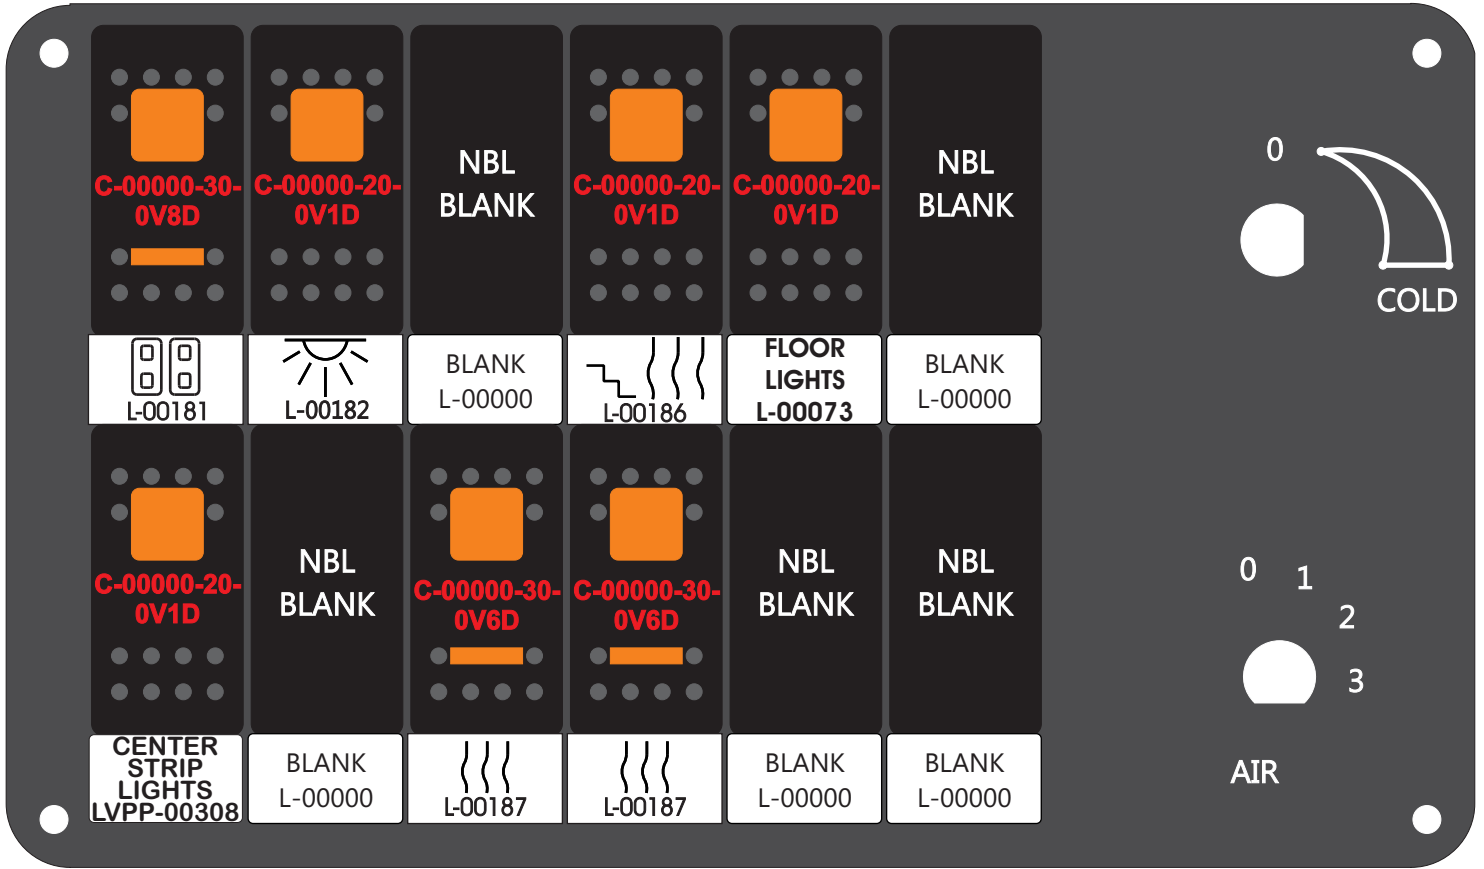 C-00000-30-
0V8D
C-00000-20-
0V1D
NBL
BLANK
C-00000-20-
0V1D
C-00000-20-
0V1D
NBL
BLANK
0
COLD
L-00181
L-00182
BLANK
L-00000
L-00186
FLOOR
LIGHTS
L-00073
BLANK
L-00000
C-00000-20-
0V1D
NBL
BLANK
C-00000-30-
0V6D
C-00000-30-
0V6D
NBL
BLANK
NBL
BLANK
0
1
2
3
AIR
CENTER
STRIP
LIGHTS
LVPP-00308
BLANK
L-00000
L-00187
L-00187
BLANK
L-00000
BLANK
L-00000